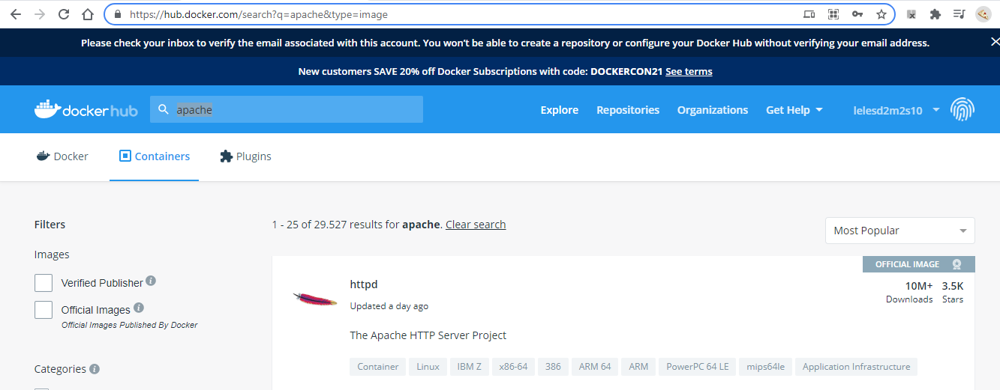 https://hub.docker.com/search?q=apache&type=image
Please check your inbox to verify the email associated with this account. You won't be able to create a repository or configure your Docker Hub without verifying your email address.
New customers SAVE 20% off Docker Subscriptions with code: DOCKERCON21 See terms
docker hub apache Explore Repositories Organizations Get Help lelesd2m2s10
Docker Containers Plugins
Filters
1 - 25 of 29.527 results for apache. Clear search
Most Popular
Images
Verified Publisher
Official Images
Official Images Published By Docker
Categories
OFFICIAL IMAGE
httpd
10M+ 3.5K
Downloads Stars
Updated a day ago
The Apache HTTP Server Project
Container Linux IBM Z x86-64 386 ARM 64 ARM PowerPC 64 LE mips64le Application Infrastructure